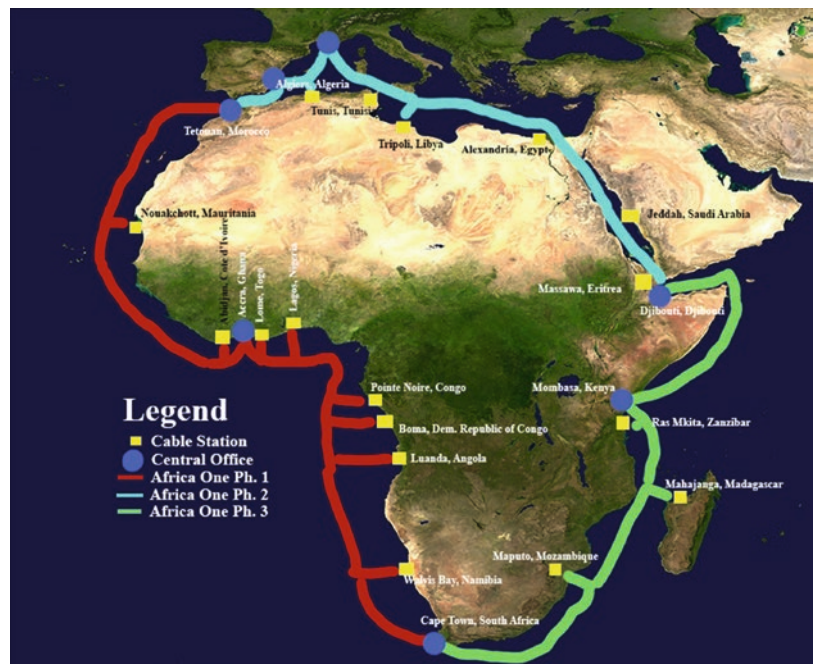 Algiers, Algeria
Tunis, Tunisi
Tetouan, Morocco
Tripoli, Libya
Alexandria, Egypt
Nouakchott, Mauritania
Jeddah, Saudi Arabia
Abidjan, Cote d'Ivoire
Accra, Ghana
Lome, Togo
Lagos, Nigeria
Massawa, Eritrea
Djibouti, Djibouti
Pointe Noire, Congo
Mombasa, Kenya
Boma, Dem. Republic of Congo
Ras Mkita, Zanzibar
Luanda, Angola
Mahajanga, Madagascar
Maputo, Mozambique
Walvis Bay, Namibia
Cape Town, South Africa
Legend
Cable Station
Central Office
Africa One Ph. 1
Africa One Ph. 2
Africa One Ph. 3